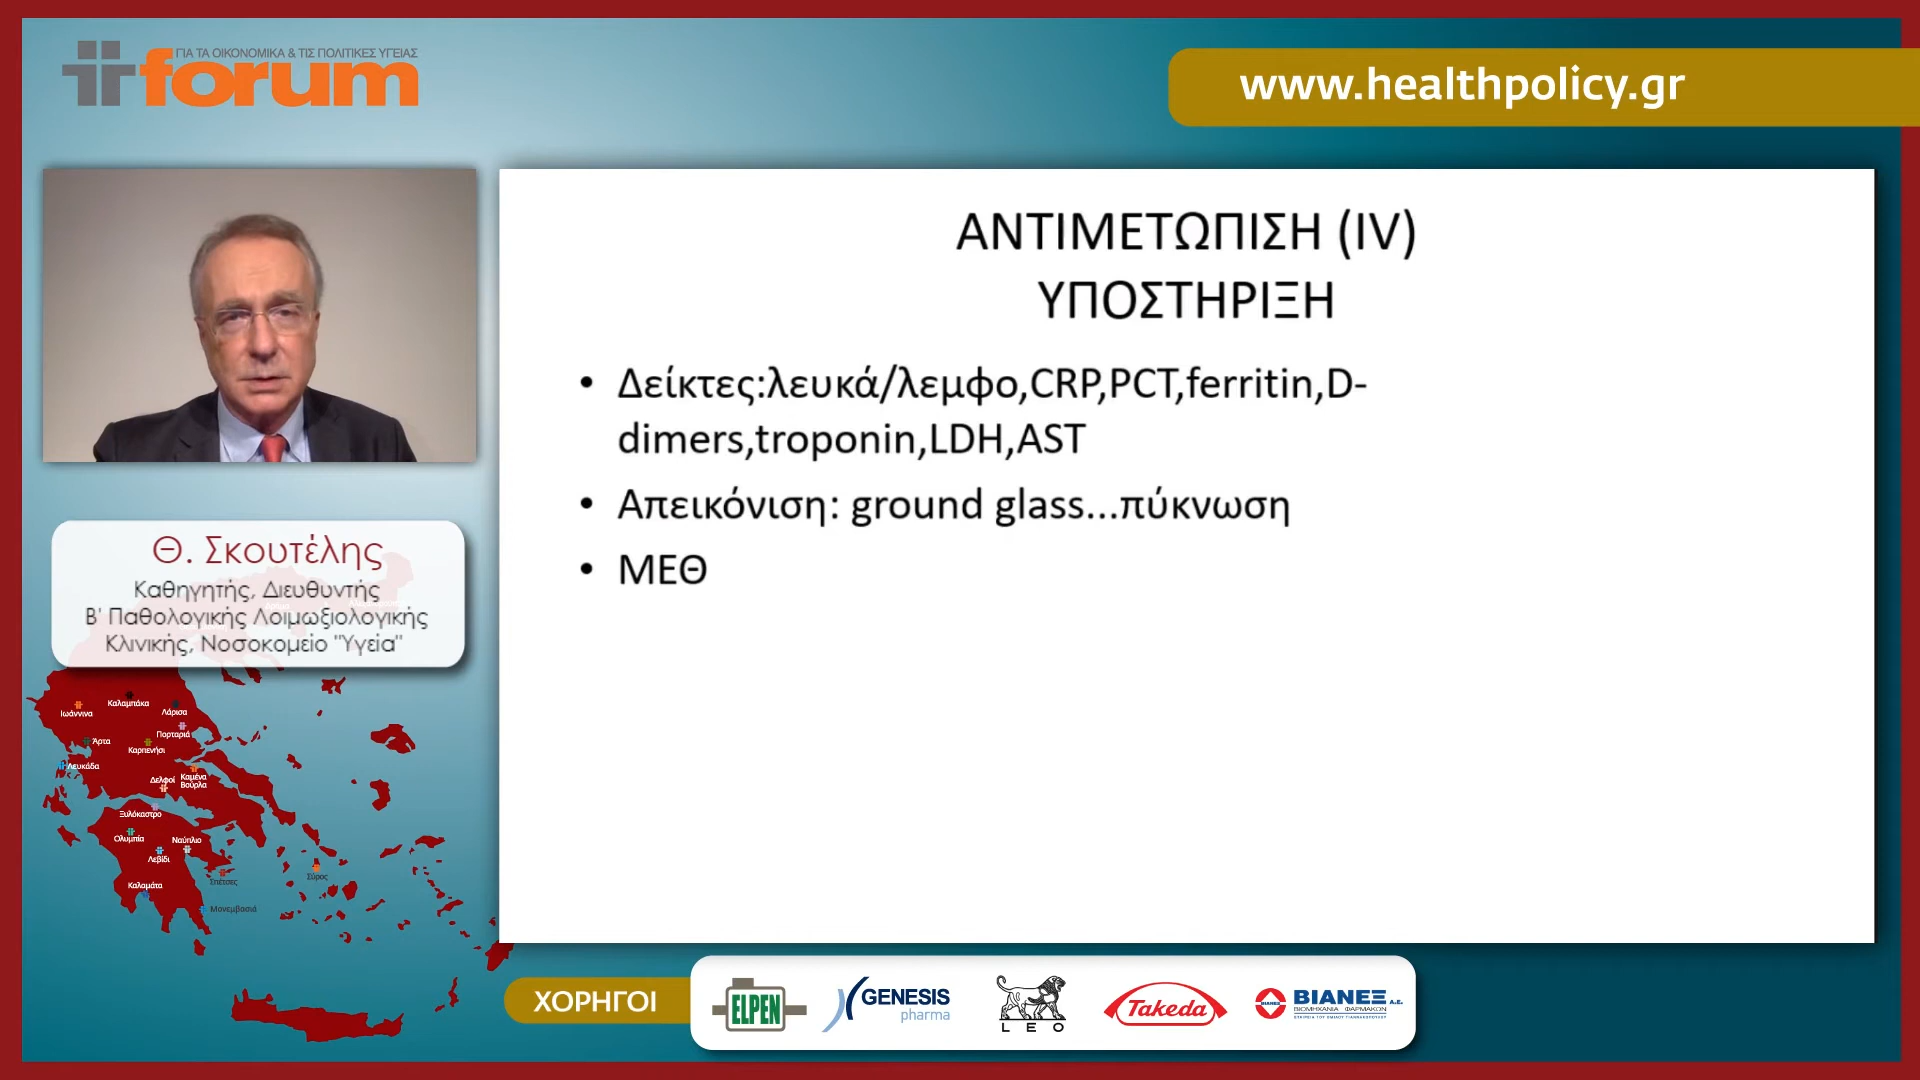 ΓΙΑ ΤΑ ΟΙΚΟΝΟΜΙΚΑ & ΤΙΣ ΠΟΛΙΤΙΚΕΣ ΥΓΕΙΑΣ
forum
www.healthpolicy.gr
ΑΝΤΙΜΕΤΩΠΙΣΗ (IV)
ΥΠΟΣΤΗΡΙΞΗ
• Δείκτες:λευκά/λεμφο,CRP,PCT,ferritin,D-
dimers,troponin,LDH,AST
• Απεικόνιση: ground glass...πύκνωση
• ΜΕΘ
Θ. Σκουτέλης
Καθηγητής, Διευθυντής
Β' Παθολογικής Λοιμωξιολογικής
Κλινικής, Νοσοκομείο "Υγεία"
Ιωάννινα
Καλαμπάκα
Λάρισα
Πορταριά
Άρτα
Καρπενήσι
Λευκάδα
Δελφοί
Καμένα
Βούρλα
Ξυλόκαστρο
Ολυμπία
Ναύπλιο
Λεβίδι
Καλαμάτα
Σπέτσες
Σύρος
Μονεμβασιά
ΧΟΡΗΓΟΙ
ELPEN
GENESIS
pharma
LEO
Takeda
ΒΙΑΝΕΞ
ΒΙΑΝΕΞ Α.Ε.
ΒΙΟΜΗΧΑΝΙΑ ΦΑΡΜΑΚΩΝ